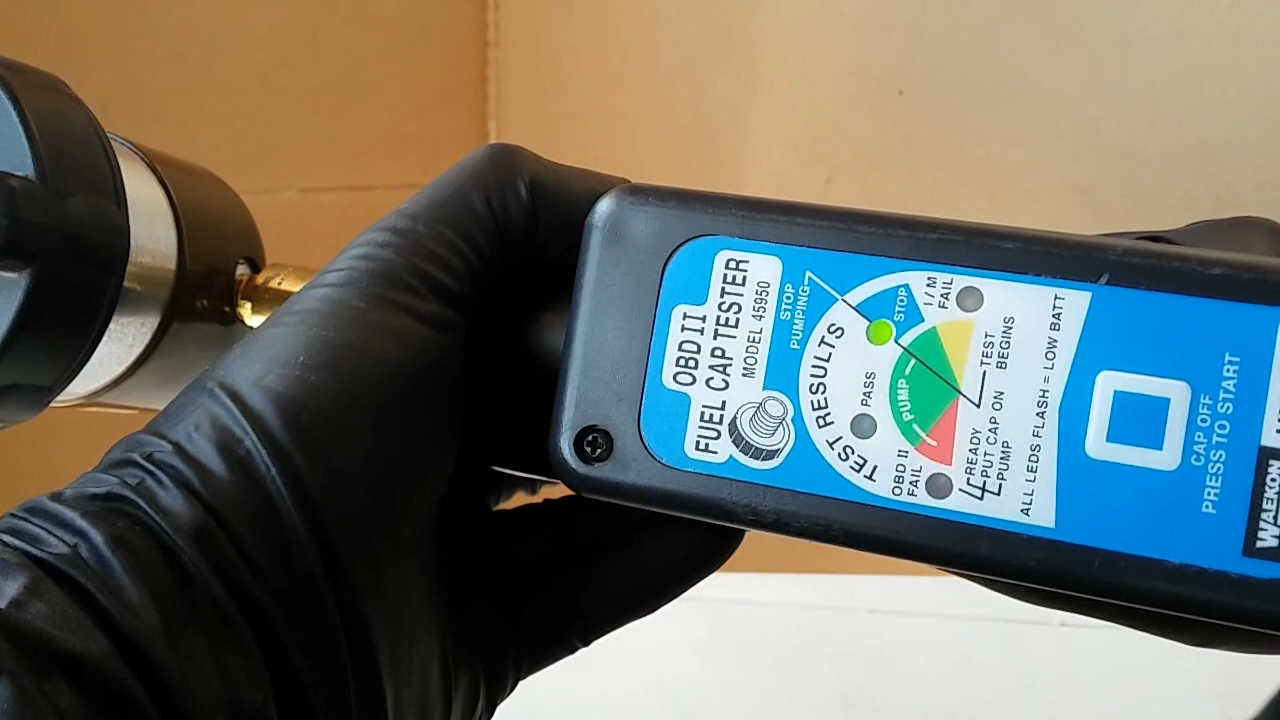 OBD II
FUEL CAP TESTER
MODEL 45950
STOP
PUMPING
TEST RESULTS
STOP
I / M
FAIL
PASS
PUMP
OBD II
FAIL
READY
PUT CAP ON
PUMP
TEST
BEGINS
ALL LEDS FLASH = LOW BATT
CAP OFF
PRESS TO START
WAEKON